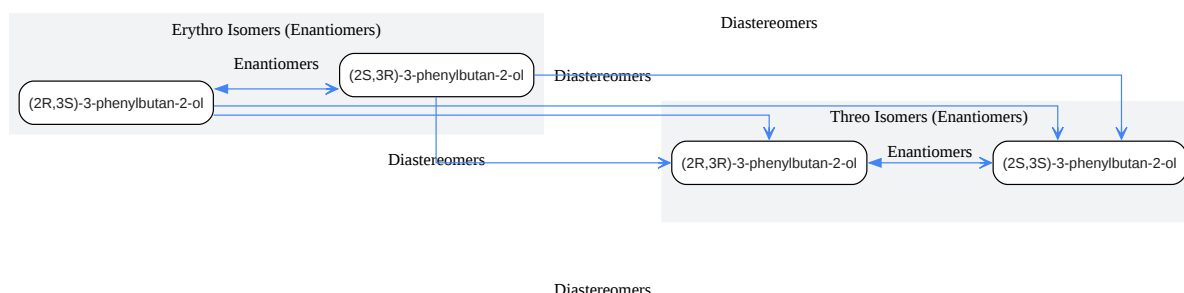 Diastereomers
Erythro Isomers (Enantiomers)
Enantiomers
(2S,3R)-3-phenylbutan-2-ol
Diastereomers
(2R,3S)-3-phenylbutan-2-ol
Threo Isomers (Enantiomers)
Diastereomers
Enantiomers
(2R,3R)-3-phenylbutan-2-ol
(2S,3S)-3-phenylbutan-2-ol
Diastereomers